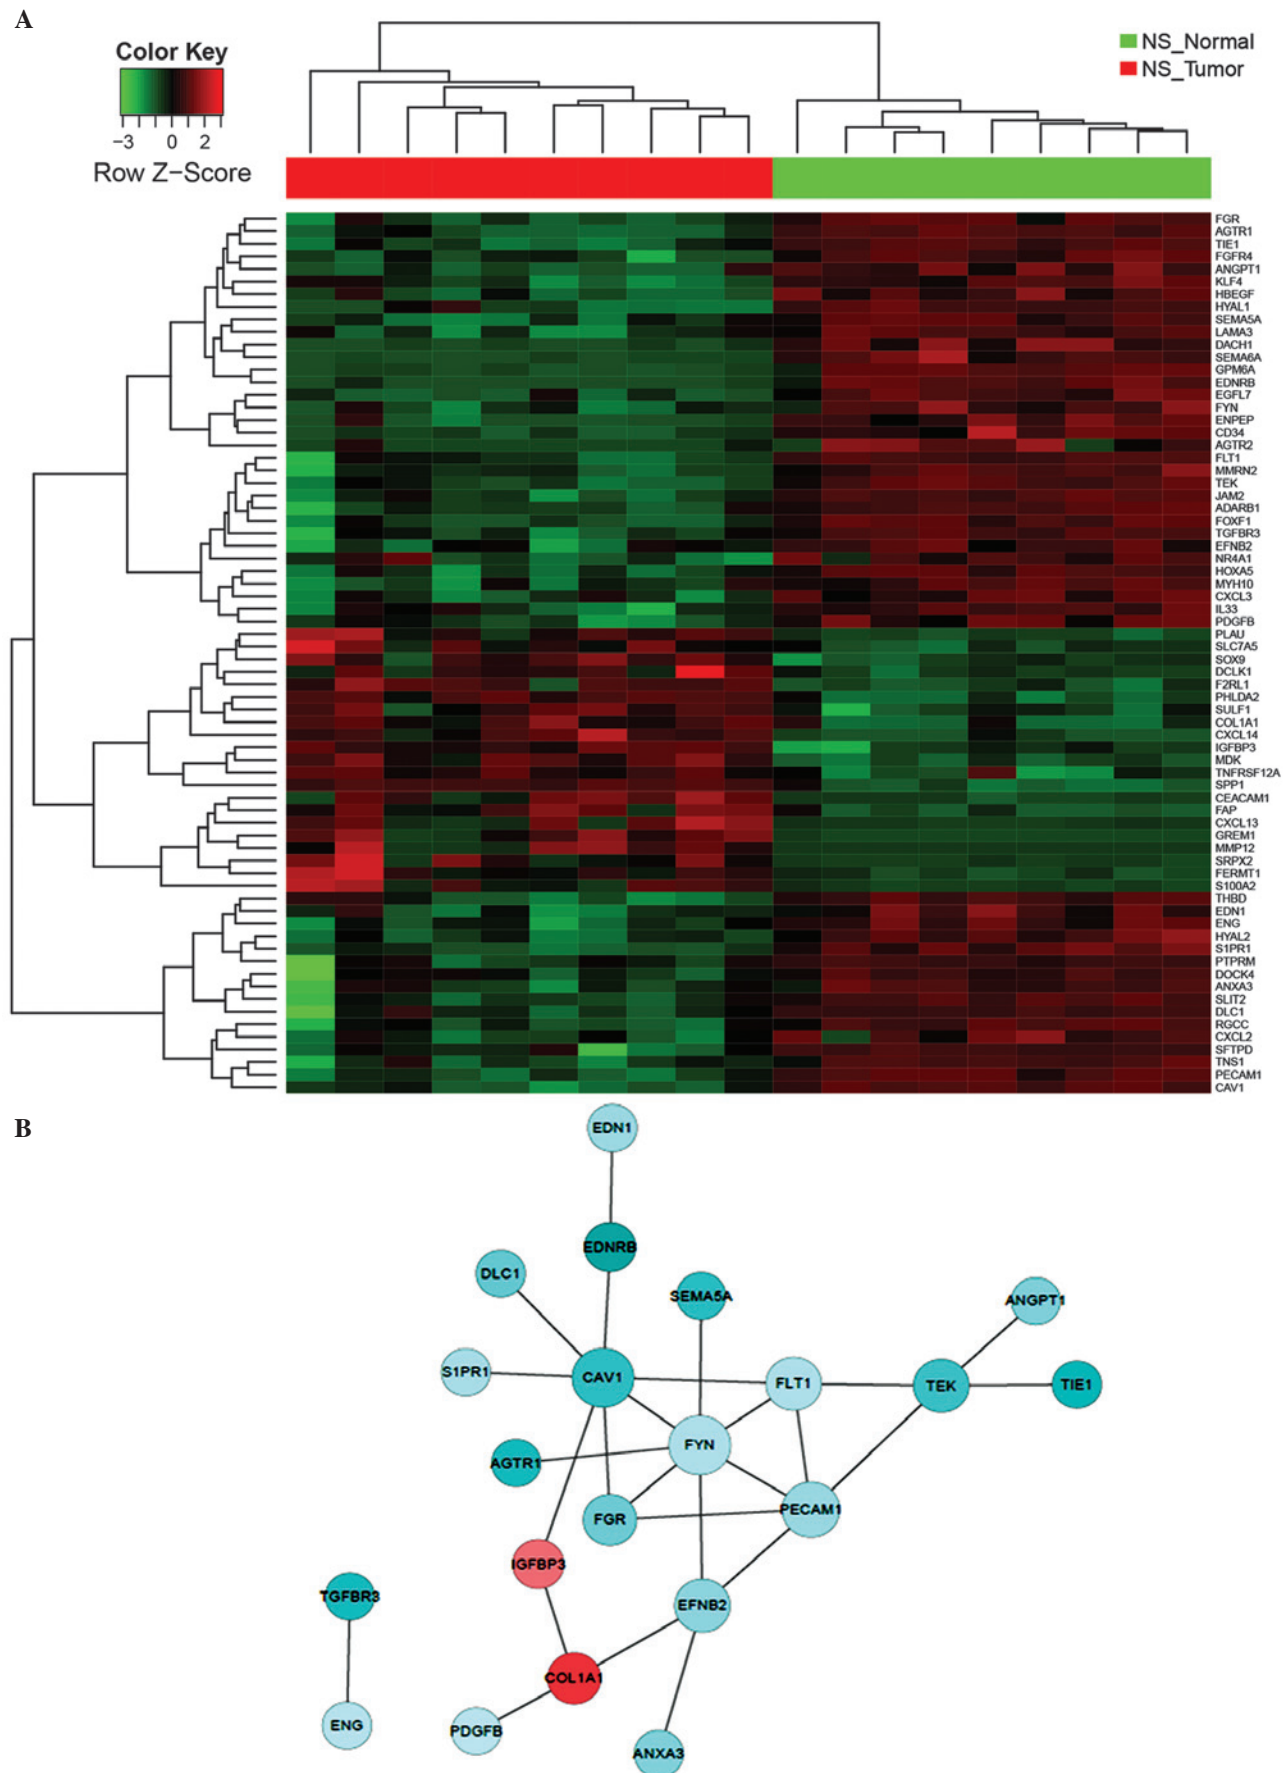 A
Color Key
−3 0 2
Row Z−Score
NS_Normal
NS_Tumor
FGR
AGTR1
TIE1
FGFR4
ANGPT1
KLF4
HBEGF
HYAL1
SEMA5A
LAMA3
DACH1
SEMA6A
GPM6A
EDNRB
EGFL7
FYN
ENPEP
CD34
AGTR2
FLT1
MMRN2
TEK
JAM2
ADARB1
FOXF1
TGFBR3
EFNB2
NR4A1
HOXA5
MYH10
CXCL3
IL33
PDGFB
PLAU
SLC7A5
SOX9
DCLK1
F2RL1
PHLDA2
SULF1
COL1A1
CXCL14
IGFBP3
MDK
TNFRSF12A
SPP1
CEACAM1
FAP
CXCL13
GREM1
MMP12
SRPX2
FERMT1
S100A2
THBD
EDN1
ENG
HYAL2
S1PR1
PTPRM
DOCK4
ANXA3
SLIT2
DLC1
RGCC
CXCL2
SFTPD
TNS1
PECAM1
CAV1
B
EDN1
EDNRB
DLC1
SEMA5A
ANGPT1
S1PR1
CAV1
FLT1
TEK
TIE1
FYN
AGTR1
FGR
PECAM1
IGFBP3
TGFBR3
EFNB2
COL1A1
ENG
PDGFB
ANXA3